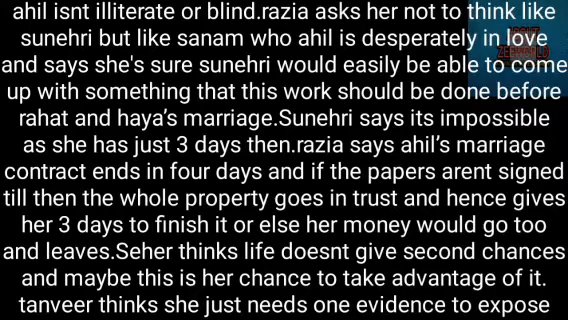 ahil isnt illiterate or blind.razia asks her not to think like
sunehri but like sanam who ahil is desperately in love
and says she's sure sunehri would easily be able to come
up with something that this work should be done before
rahat and haya’s marriage.Sunehri says its impossible
as she has just 3 days then.razia says ahil’s marriage
contract ends in four days and if the papers arent signed
till then the whole property goes in trust and hence gives
her 3 days to finish it or else her money would go too
and leaves.Seher thinks life doesnt give second chances
and maybe this is her chance to take advantage of it.
tanveer thinks she just needs one evidence to expose